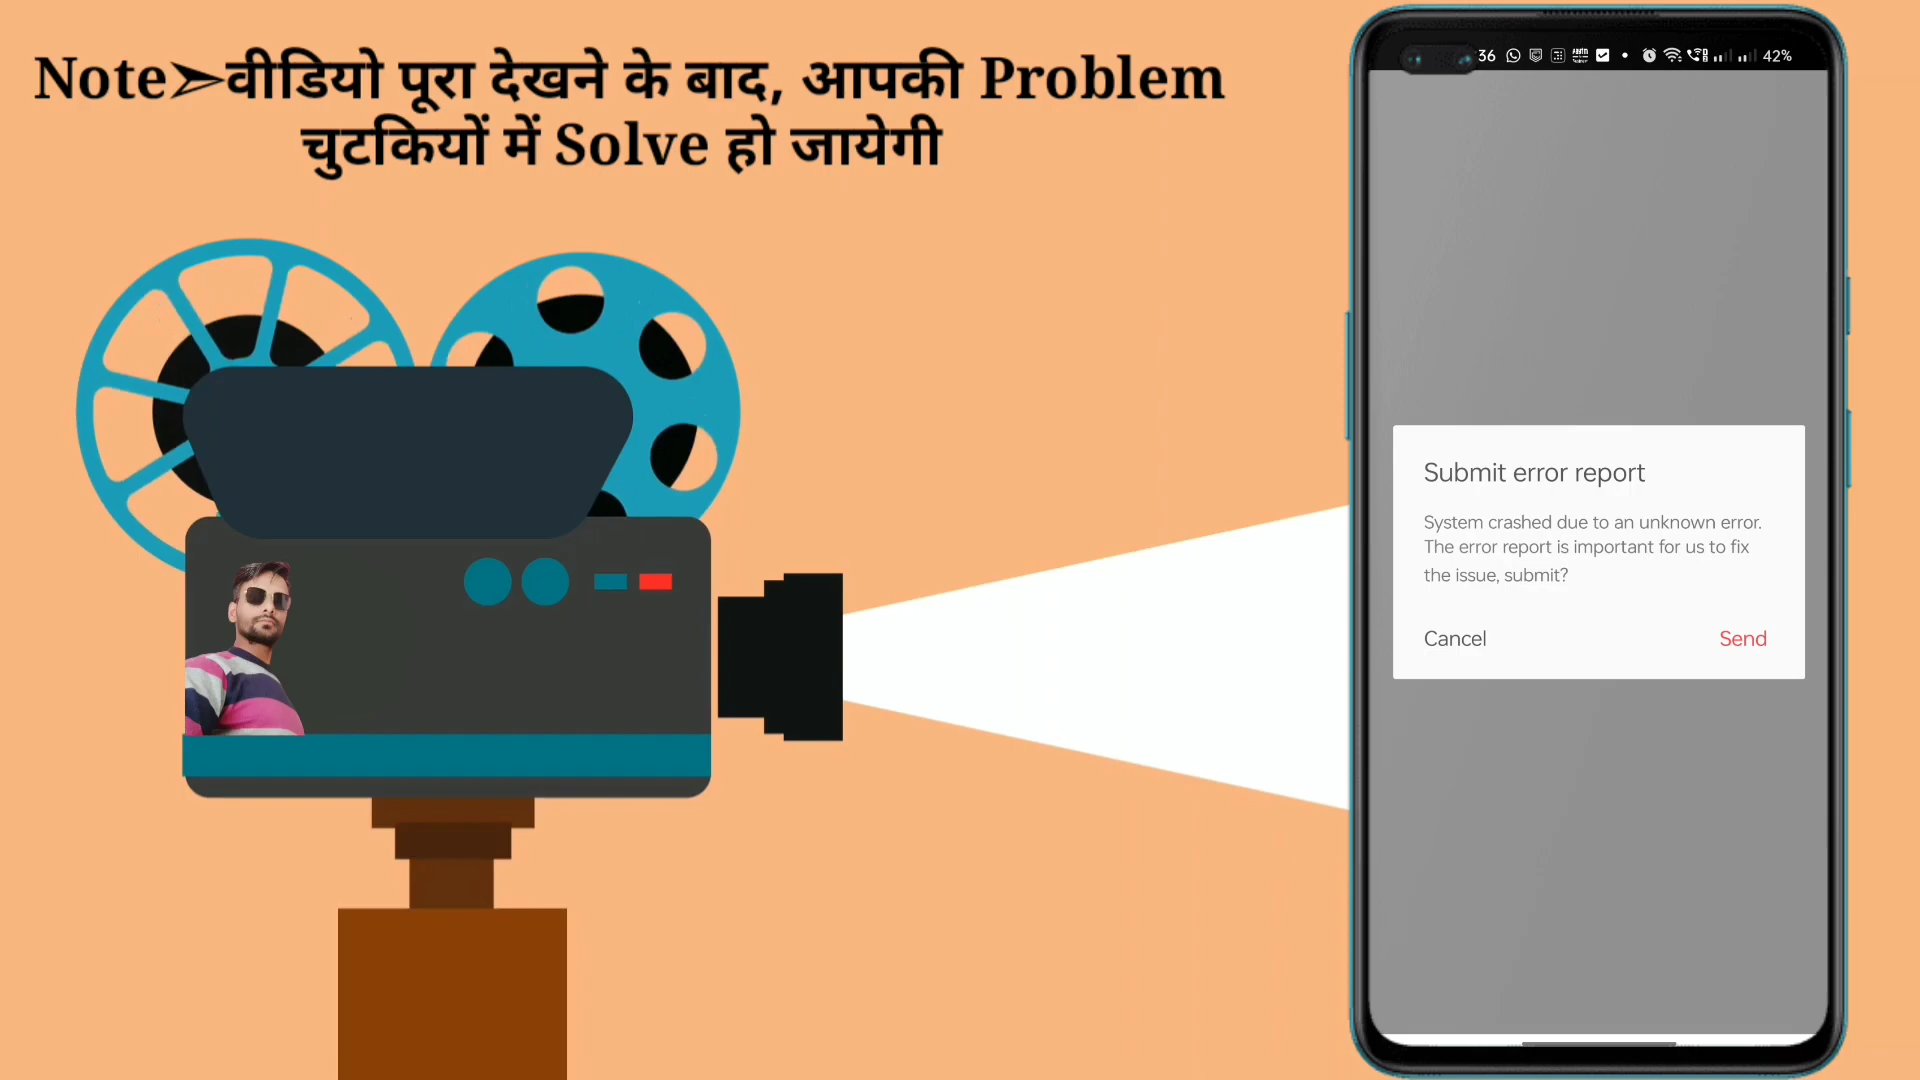 Note➢वीडियो पूरा देखने के बाद, आपकी Problem
चुटकियों में Solve हो जायेगी
36 42%
Submit error report
System crashed due to an unknown error.
The error report is important for us to fix
the issue, submit?
Cancel Send